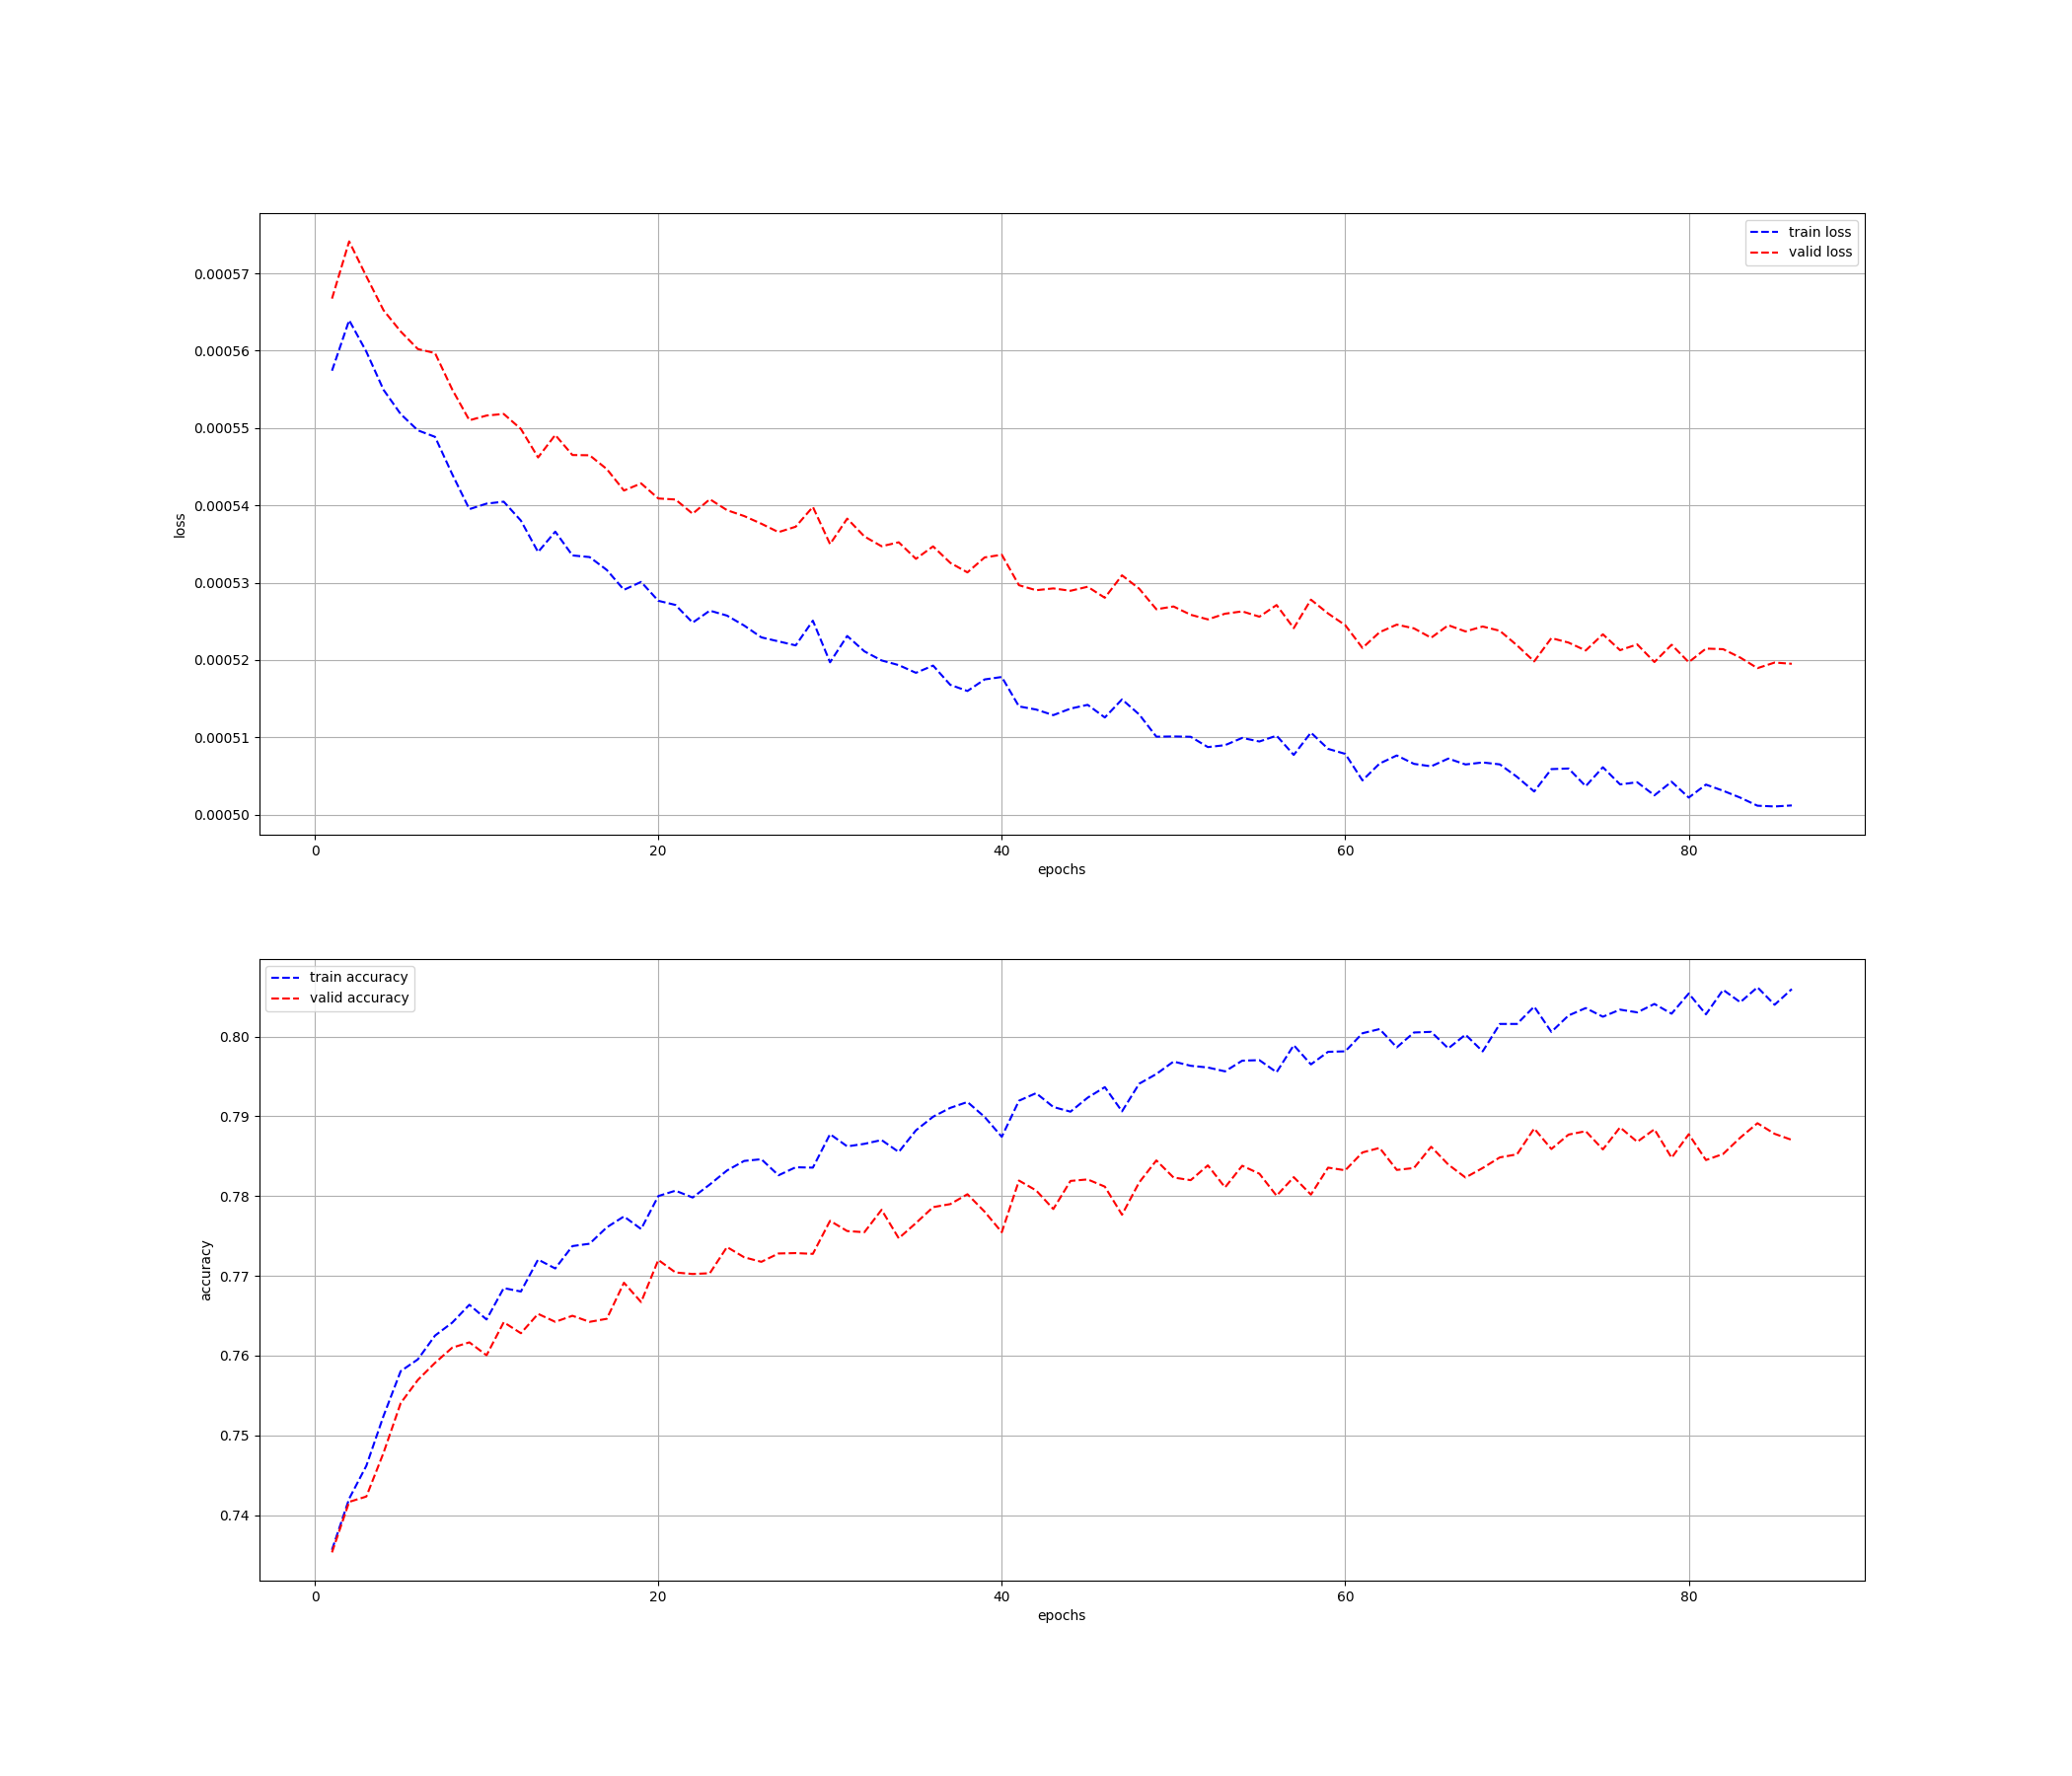 train loss
valid loss
0.00057
0.00056
0.00055
0.00054
0.00053
0.00052
0.00051
0.00050
loss
0 20 40 60 80
epochs
train accuracy
valid accuracy
0.80
0.79
0.78
0.77
0.76
0.75
0.74
accuracy
0 20 40 60 80
epochs